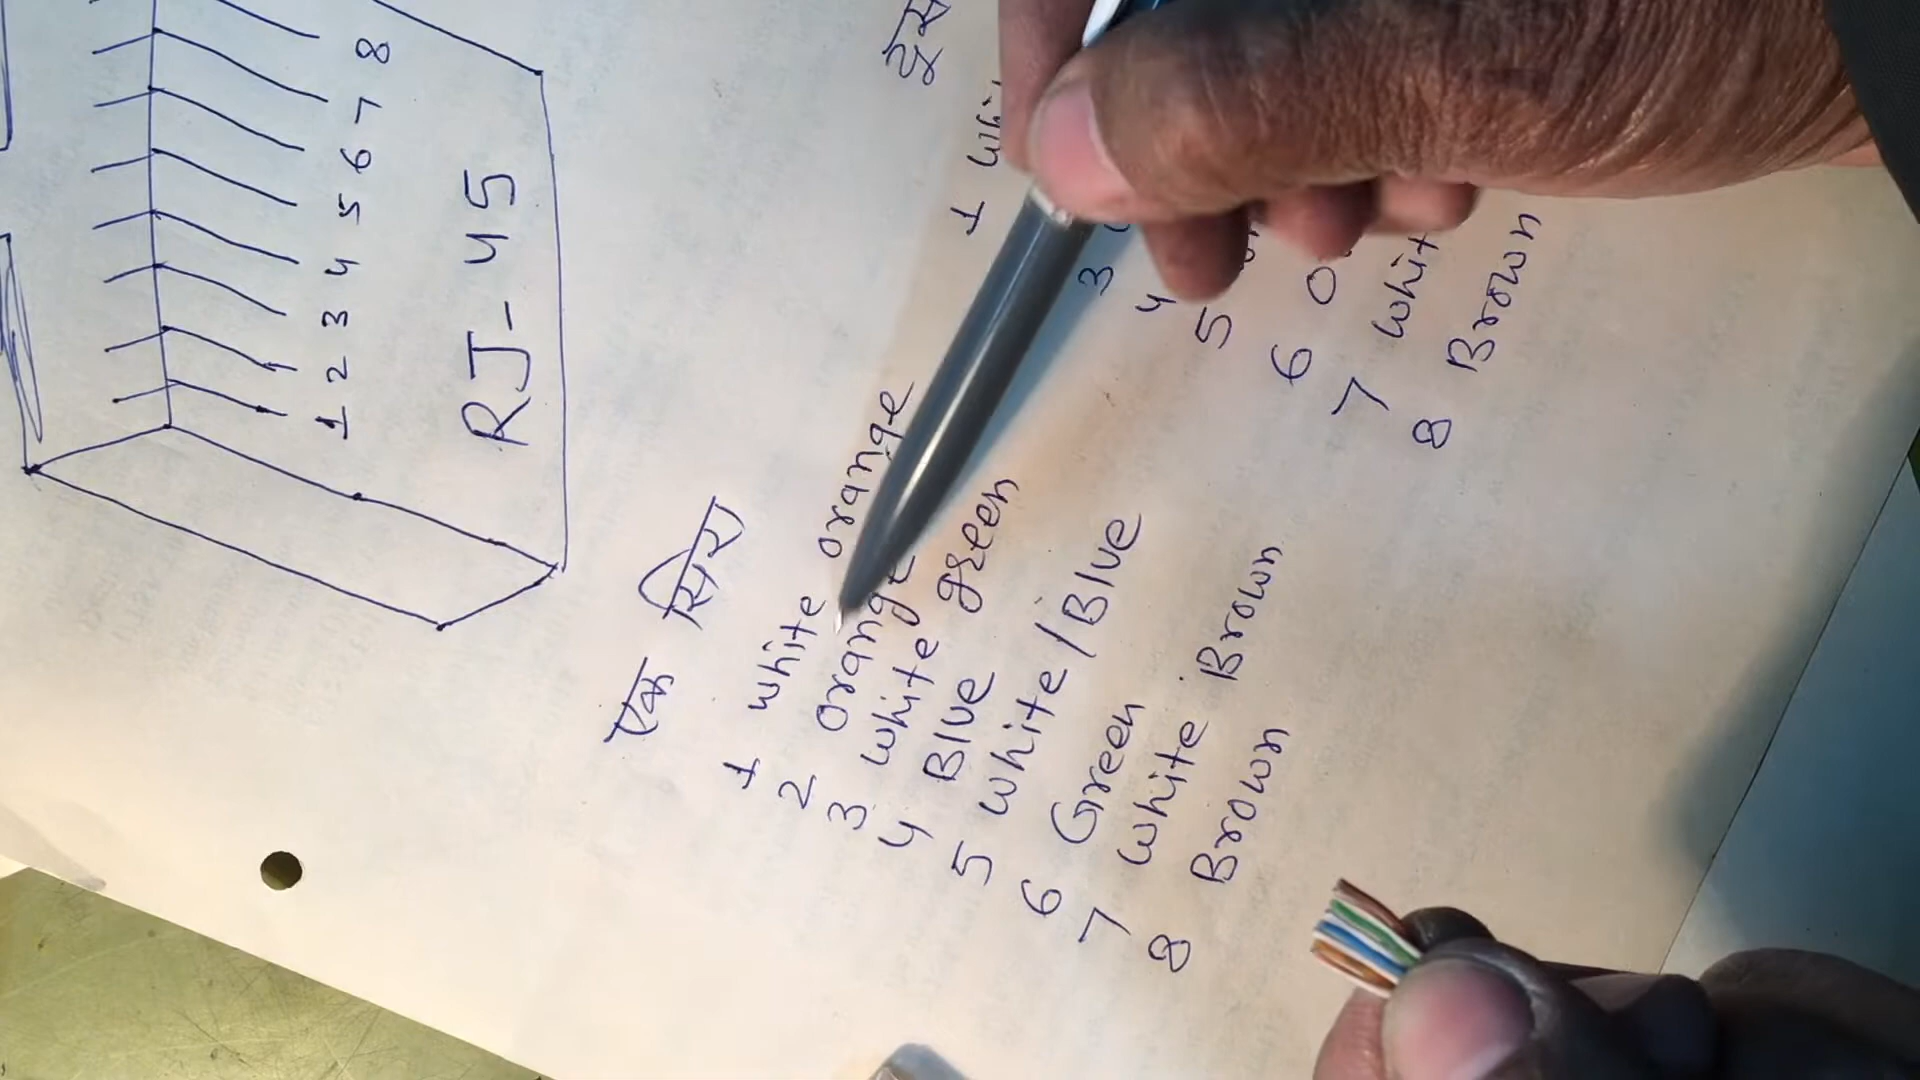 1 2 3 4 5 6 7 8
RJ-45
एक सिरा
1 white orange
2 orange
3 white green
4 Blue
5 white/Blue
6 Green
7 white Brown
8 Brown
1
3
4
5
6
7
8 Brown